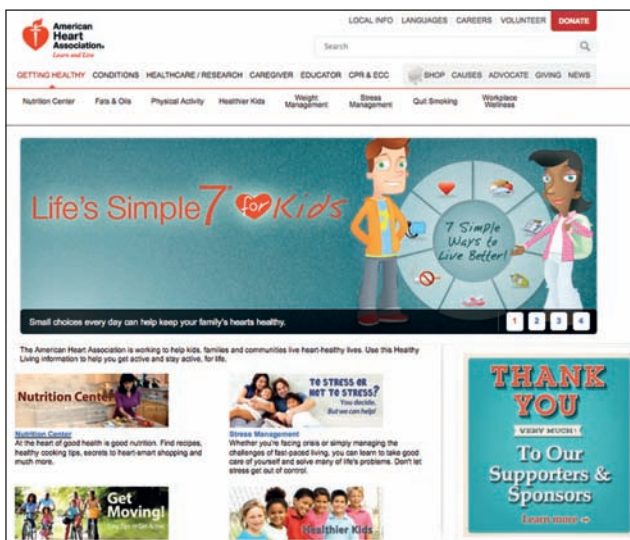 American
Heart
Association®
Learn and Live
LOCAL INFO LANGUAGES CAREERS VOLUNTEER DONATE
Search
GETTING HEALTHY CONDITIONS HEALTHCARE / RESEARCH CAREGIVER EDUCATOR CPR & ECC SHOP CAUSES ADVOCATE GIVING NEWS
Nutrition Center Fats & Oils Physical Activity Healthier Kids Weight Management Stress Management Quit Smoking Workplace Wellness
Life's Simple 7® for Kids
7 Simple
Ways to
Live Better!
Small choices every day can help keep your family's hearts healthy.
1 2 3 4
The American Heart Association is working to help kids, families and communities live heart-healthy lives. Use this Healthy
Living information to help you get active and stay active, for life.
Nutrition Center
Nutrition Center
At the heart of good health is good nutrition. Find recipes,
healthy cooking tips, secrets to heart-smart shopping and
much more.
TO STRESS OR
NOT TO STRESS?
You decide.
But we can help!
Stress Management
Whether you're facing crisis or simply managing the
challenges of fast-paced living, you can learn to take good
care of yourself and solve many of life's problems. Don't let
stress get out of control.
Get
Moving!
Easy Tips to Get Active!
Healthier Kids
THANK
YOU
VERY MUCH!
To Our
Supporters &
Sponsors
Learn more